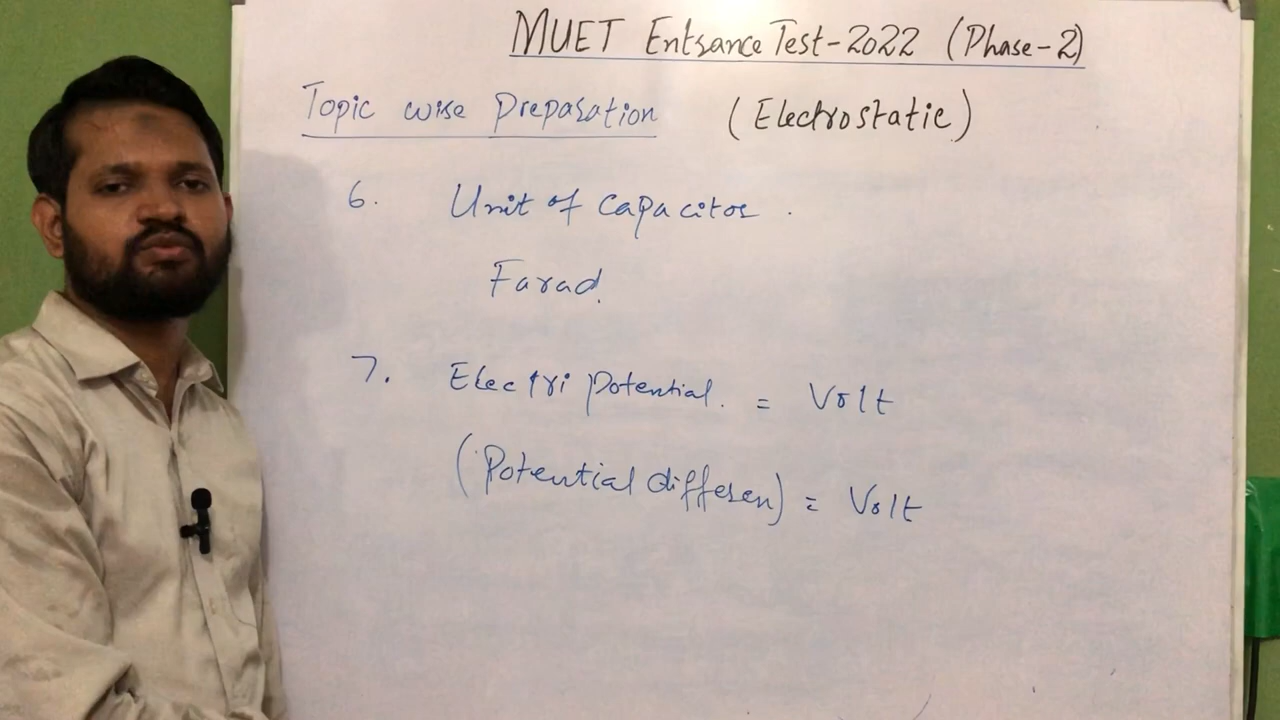 MUET Entrance Test-2022 (Phase-2)
Topic wise Preparation (Electrostatic)
6. Unit of Capacitor.
Farad.
7. Electri Potential. = Volt
(Potential differen) = Volt